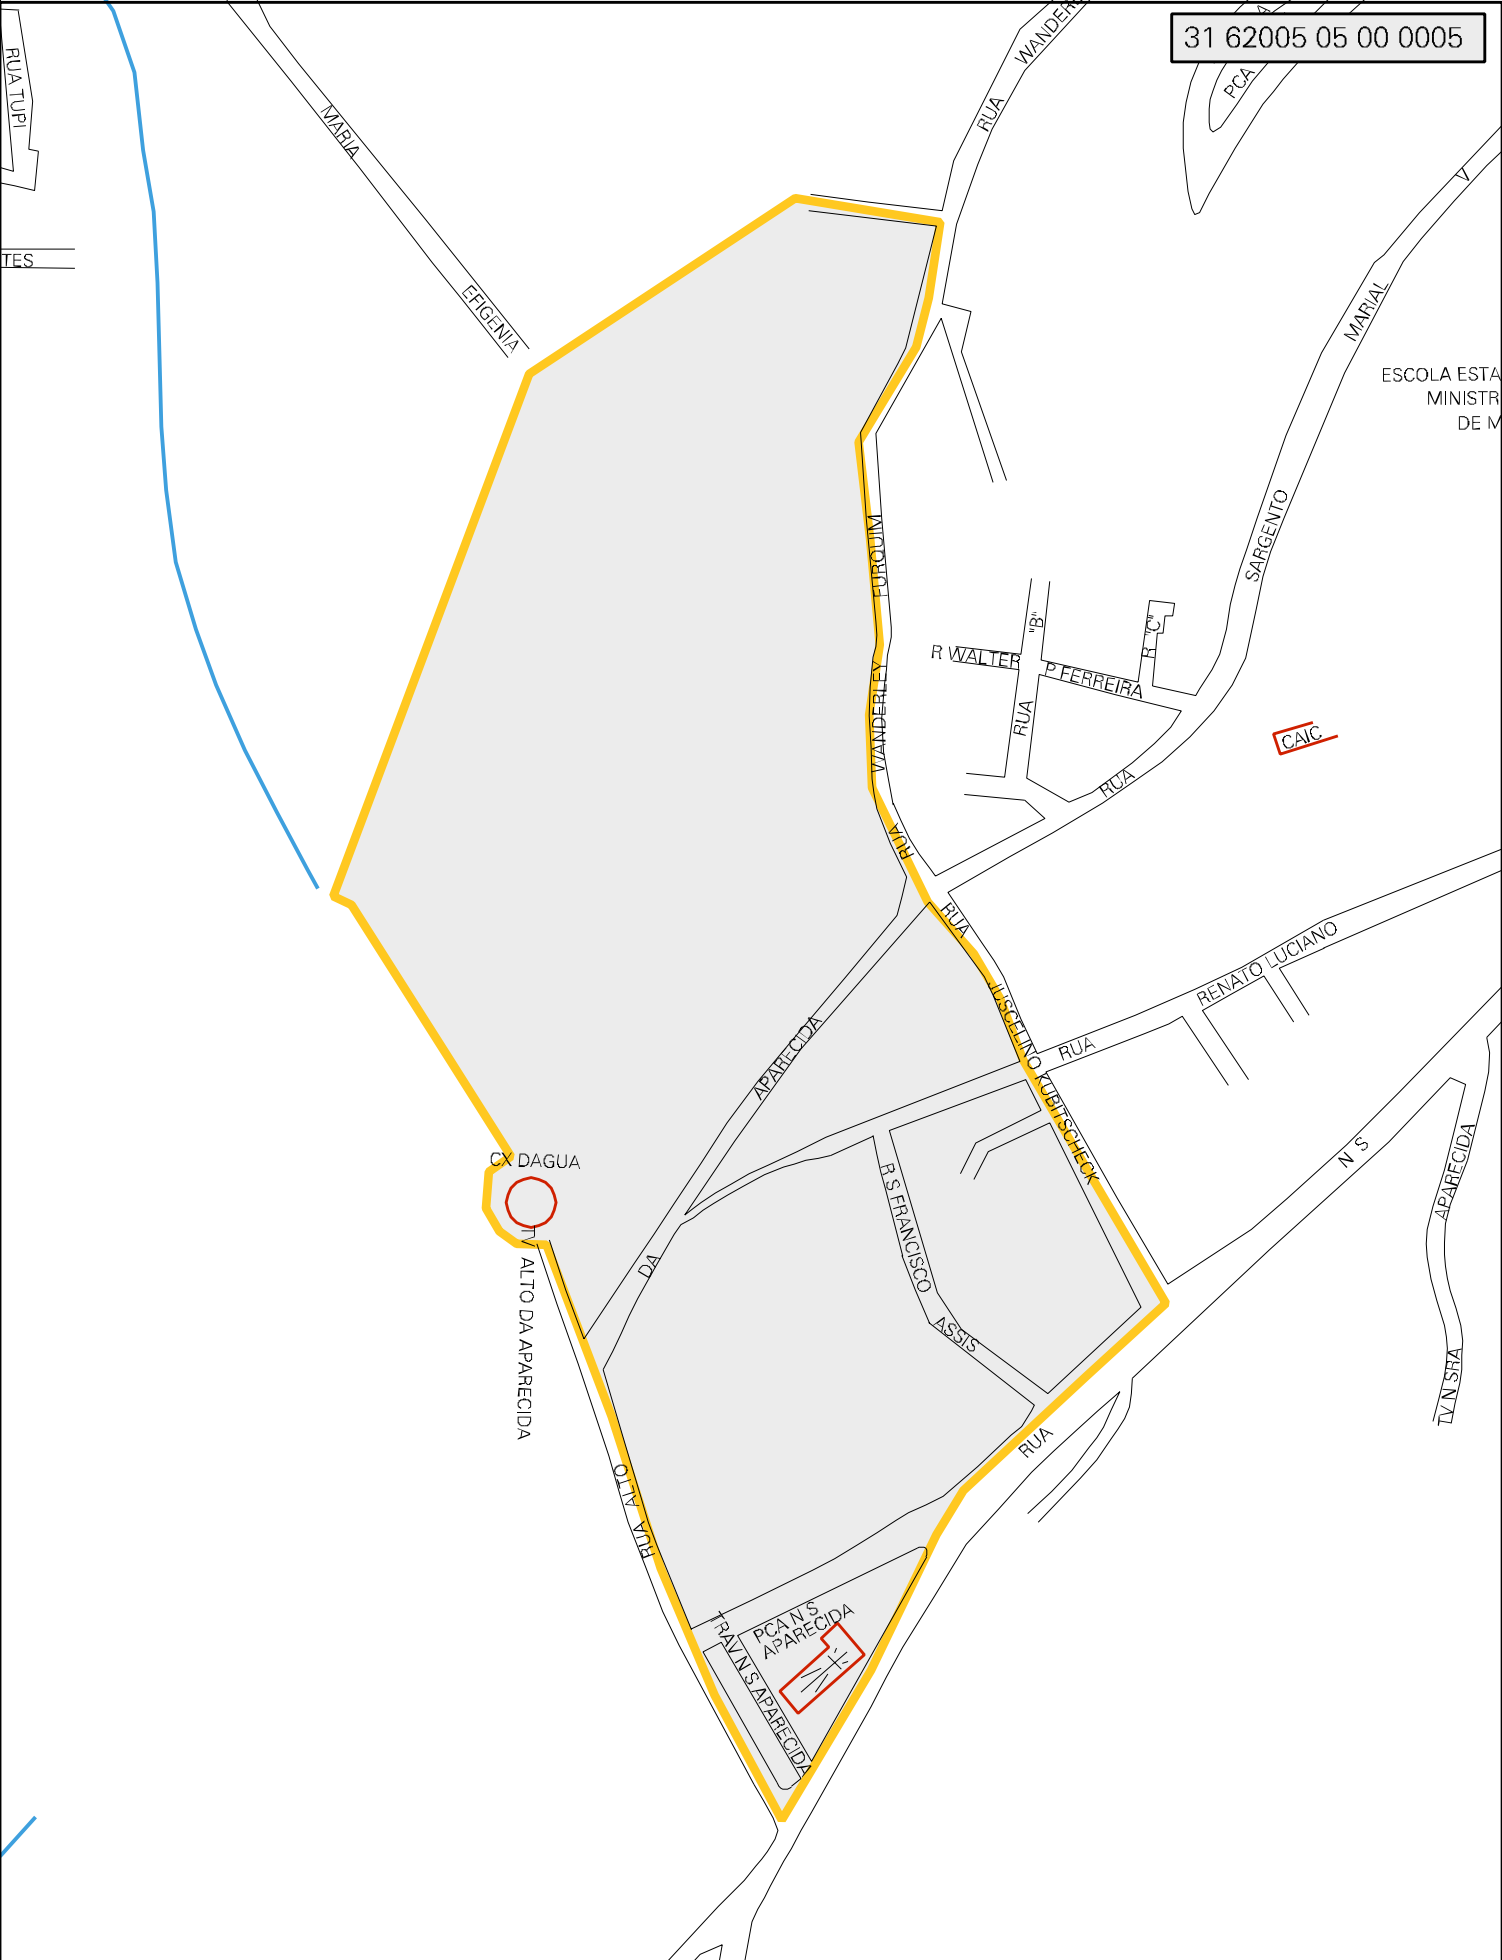 31 62005 05 00 0005
RUA TUPI
TES
MARIA
EFIGENIA
RUA
PCA
A
V
MARIAL
SARGENTO
RUA
ESCOLA ESTA
MINISTR
DE M
FURQUIM
WANDERLEY
RUA
"B"
RUA
R "C"
R WALTER P FERREIRA
CAIC
RUA
JUSCELINO KUBITSCHECK
RENATO LUCIANO
RUA
APARECIDA
DA
CX DAGUA
TV ALTO DA APARECIDA
R S FRANCISCO
ASSIS
N S
RUA
APARECIDA
TV N SRA
ALTO
RUA
PCA N S
APARECIDA
TRAV N S APARECIDA